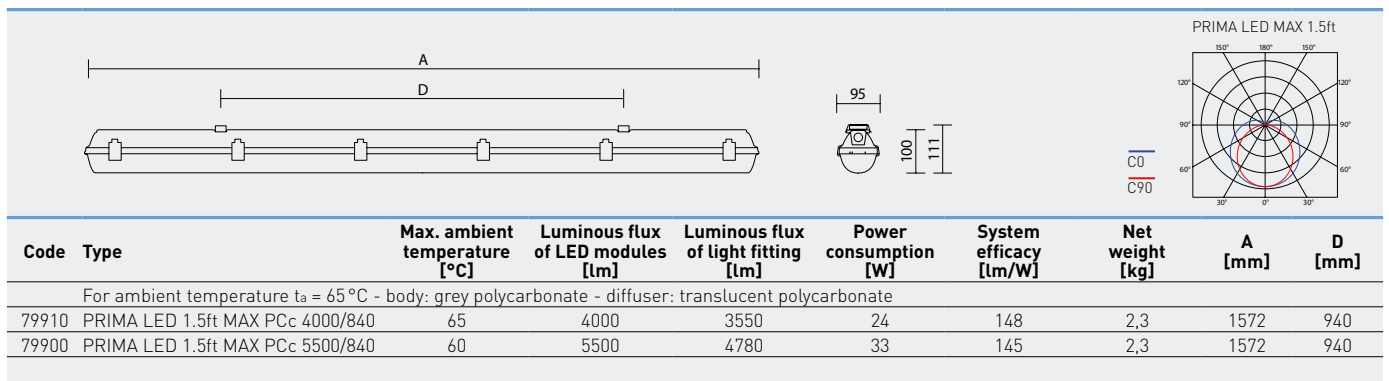 PRIMA LED MAX 1.5ft
150° 180° 150°
A
120° 120°
D
95
90° 90°
100
111
C0
60° 60°
C90
30° 0° 30°
Code Type Max. ambient temperature [°C] Luminous flux of LED modules [lm] Luminous flux of light fitting [lm] Power consumption [W] System efficacy [lm/W] Net weight [kg] A [mm] D [mm]
For ambient temperature ta = 65°C - body: grey polycarbonate - diffuser: translucent polycarbonate
79910 PRIMA LED 1.5ft MAX PCc 4000/840 65 4000 3550 24 148 2,3 1572 940
79900 PRIMA LED 1.5ft MAX PCc 5500/840 60 5500 4780 33 145 2,3 1572 940